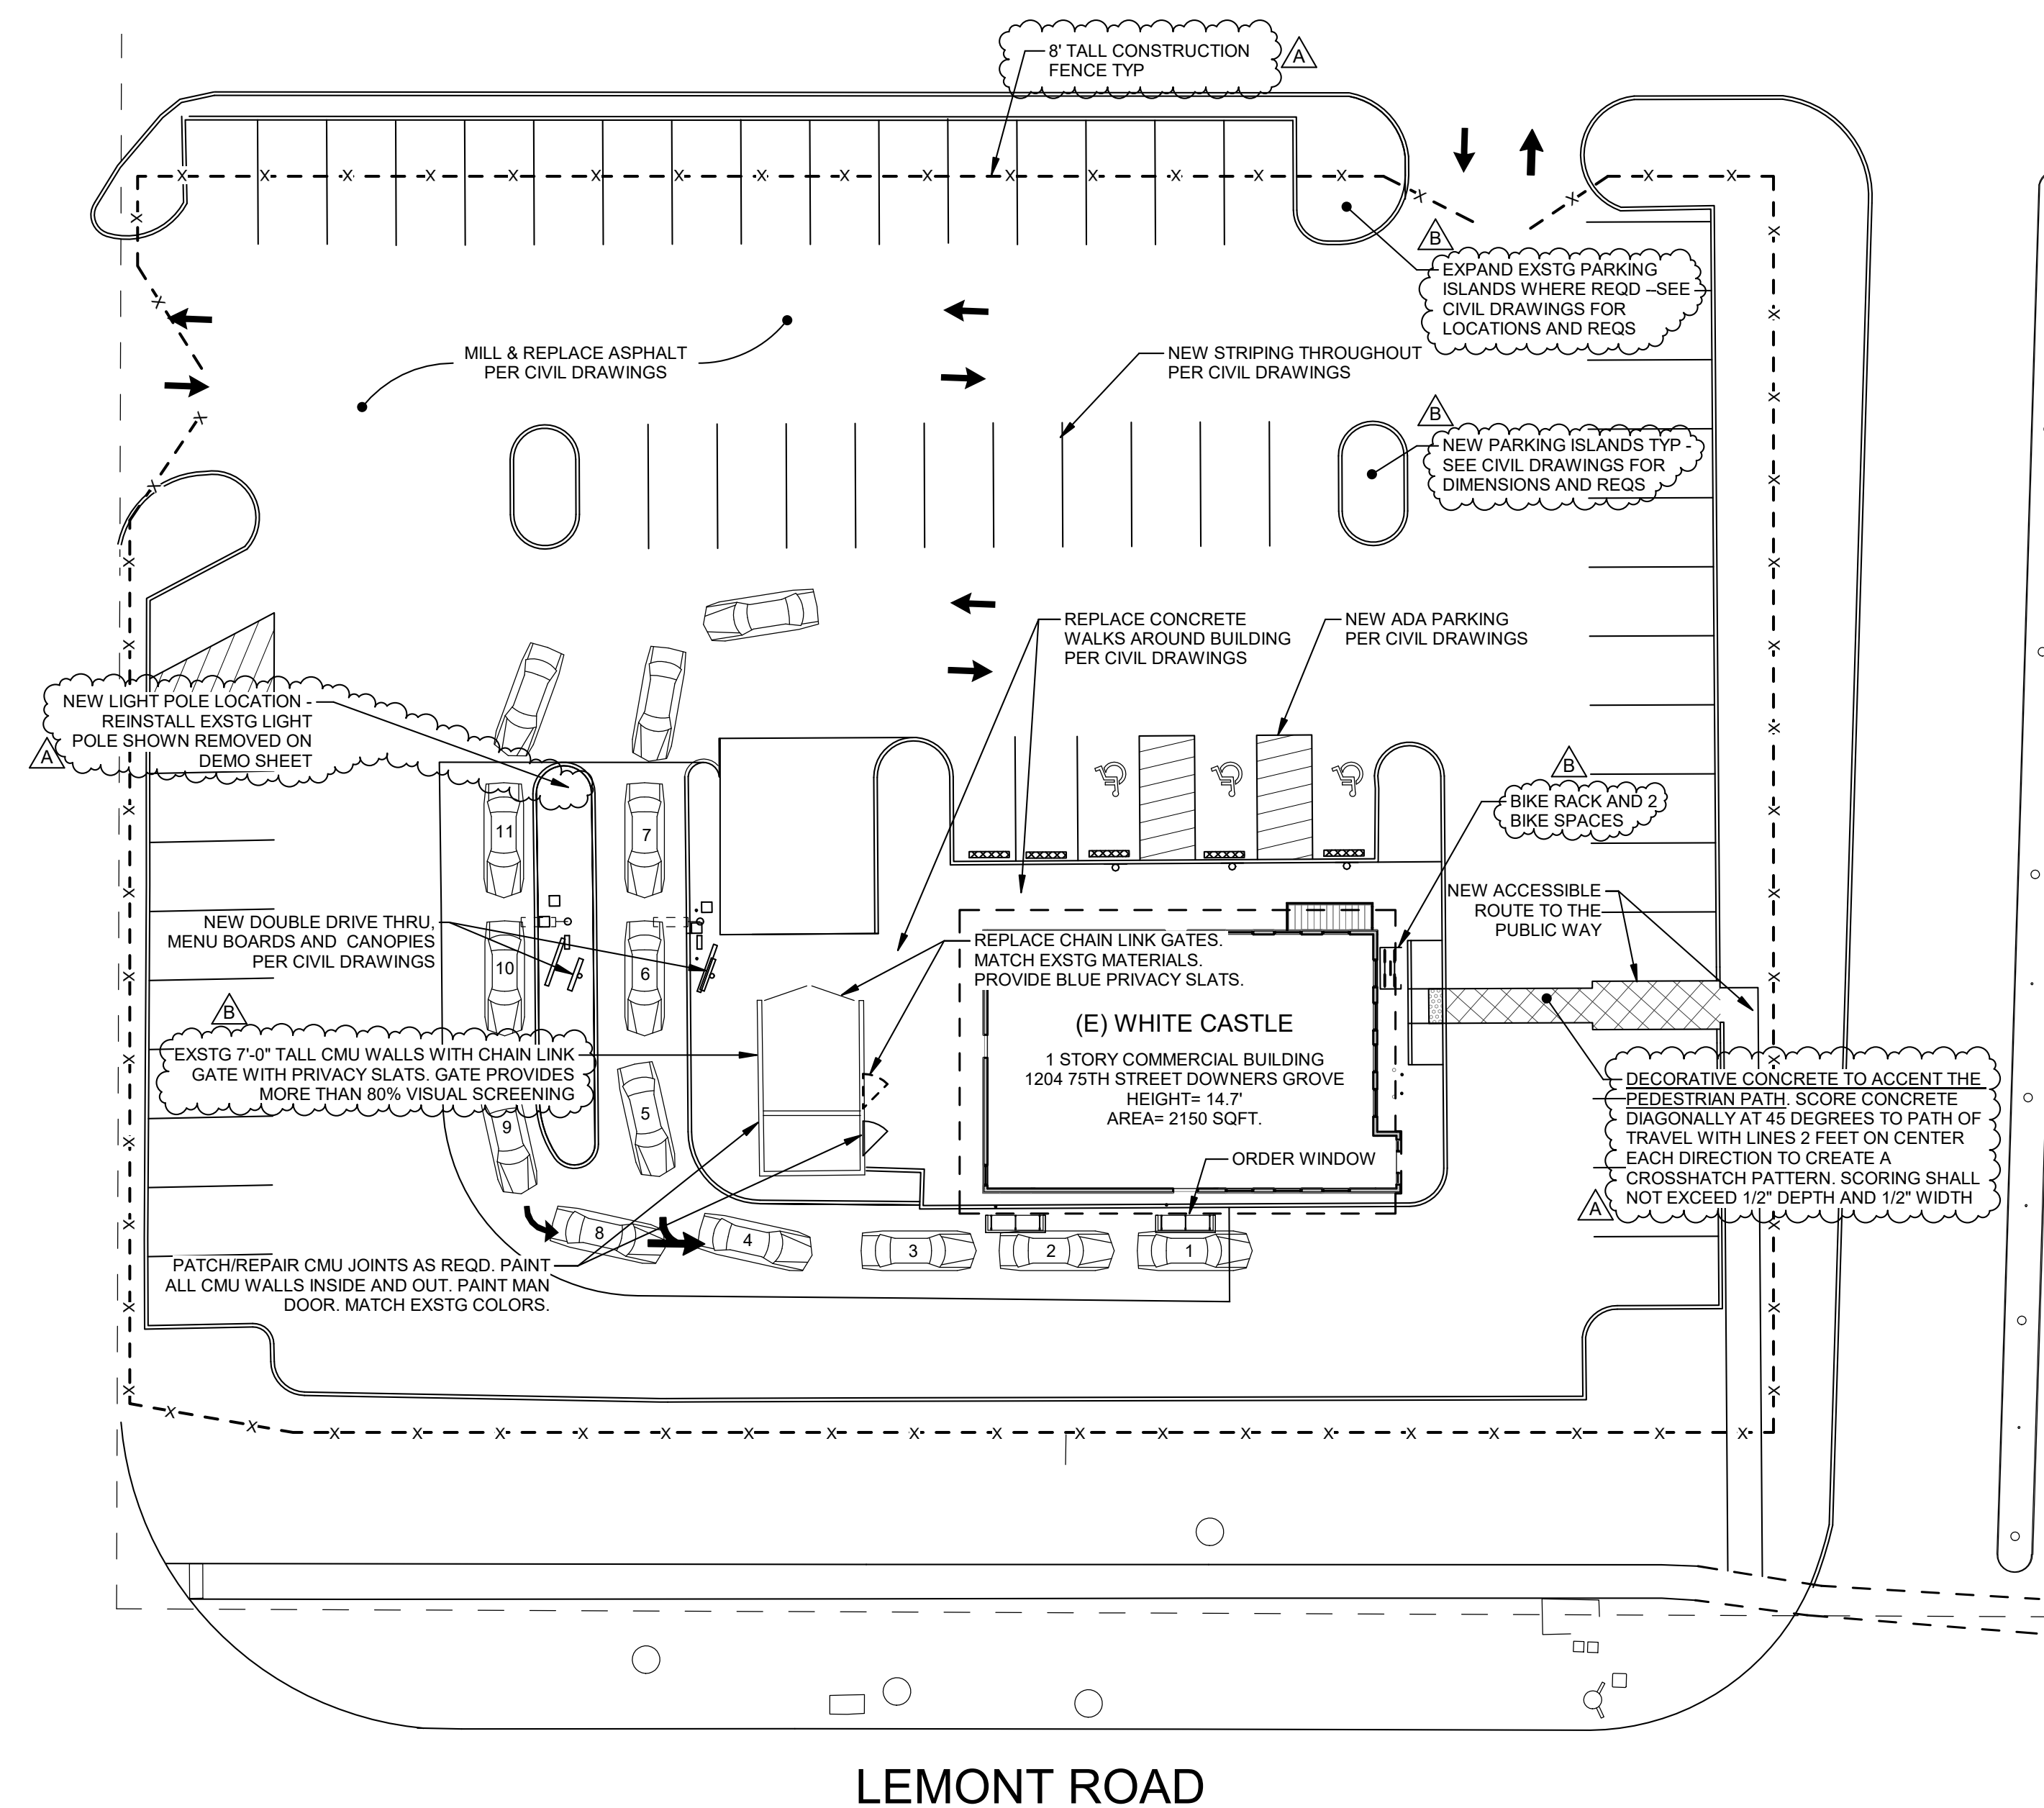 8' TALL CONSTRUCTION
FENCE TYP
A
B
EXPAND EXSTG PARKING
ISLANDS WHERE REQD –SEE
CIVIL DRAWINGS FOR
LOCATIONS AND REQS
MILL & REPLACE ASPHALT
PER CIVIL DRAWINGS
NEW STRIPING THROUGHOUT
PER CIVIL DRAWINGS
B
NEW PARKING ISLANDS TYP -
SEE CIVIL DRAWINGS FOR
DIMENSIONS AND REQS
REPLACE CONCRETE
WALKS AROUND BUILDING
PER CIVIL DRAWINGS
NEW ADA PARKING
PER CIVIL DRAWINGS
NEW LIGHT POLE LOCATION -
REINSTALL EXSTG LIGHT
POLE SHOWN REMOVED ON
DEMO SHEET
A
B
BIKE RACK AND 2
BIKE SPACES
11
7
NEW ACCESSIBLE
ROUTE TO THE
PUBLIC WAY
NEW DOUBLE DRIVE THRU,
MENU BOARDS AND CANOPIES
PER CIVIL DRAWINGS
10
6
REPLACE CHAIN LINK GATES.
MATCH EXSTG MATERIALS.
PROVIDE BLUE PRIVACY SLATS.
B
EXSTG 7'-0" TALL CMU WALLS WITH CHAIN LINK
GATE WITH PRIVACY SLATS. GATE PROVIDES
MORE THAN 80% VISUAL SCREENING
(E) WHITE CASTLE
1 STORY COMMERCIAL BUILDING
1204 75TH STREET DOWNERS GROVE
HEIGHT= 14.7'
AREA= 2150 SQFT.
DECORATIVE CONCRETE TO ACCENT THE
PEDESTRIAN PATH. SCORE CONCRETE
DIAGONALLY AT 45 DEGREES TO PATH OF
TRAVEL WITH LINES 2 FEET ON CENTER
EACH DIRECTION TO CREATE A
CROSSHATCH PATTERN. SCORING SHALL
NOT EXCEED 1/2" DEPTH AND 1/2" WIDTH
A
9
5
ORDER WINDOW
8
4
3
2
1
PATCH/REPAIR CMU JOINTS AS REQD. PAINT
ALL CMU WALLS INSIDE AND OUT. PAINT MAN
DOOR. MATCH EXSTG COLORS.
LEMONT ROAD